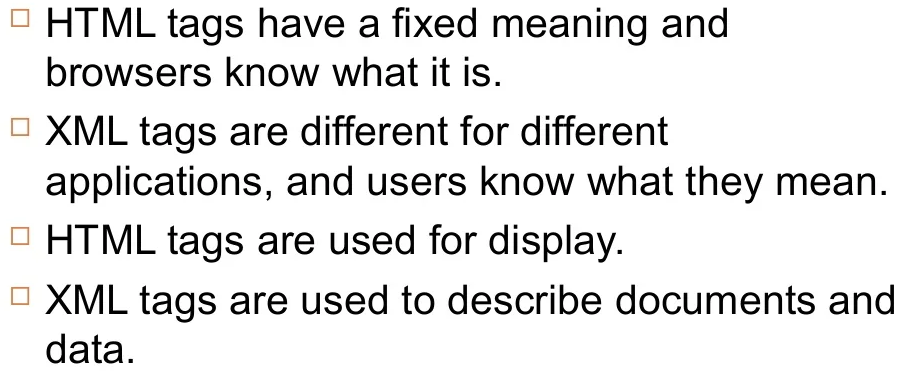 HTML tags have a fixed meaning and
browsers know what it is.
XML tags are different for different
applications, and users know what they mean.
HTML tags are used for display.
XML tags are used to describe documents and
data.